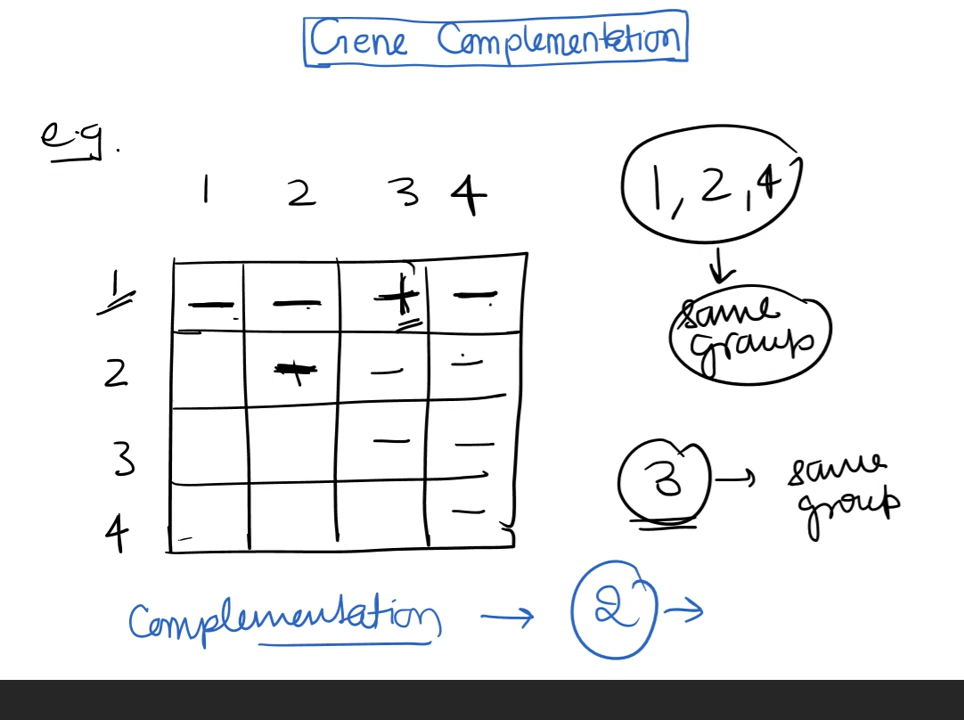 Gene Complementation
e.g.
1 2 3 4
1 — — + —
2 + — —
3 — —
4 —
1, 2, 4
↓
same
group
3 → same
group
Complementation → 2 →